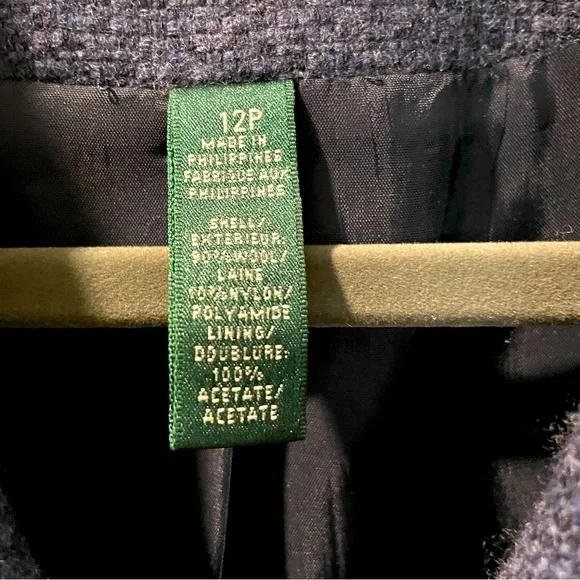 12P
MADE IN
PHILIPPINES
FABRIQUE AUX
PHILIPPINES
SHELL/
EXTERIEUR:
90%WOOL/
LAINE
10%NYLON/
POLYAMIDE
LINING/
DOUBLURE:
100%
ACETATE/
ACETATE